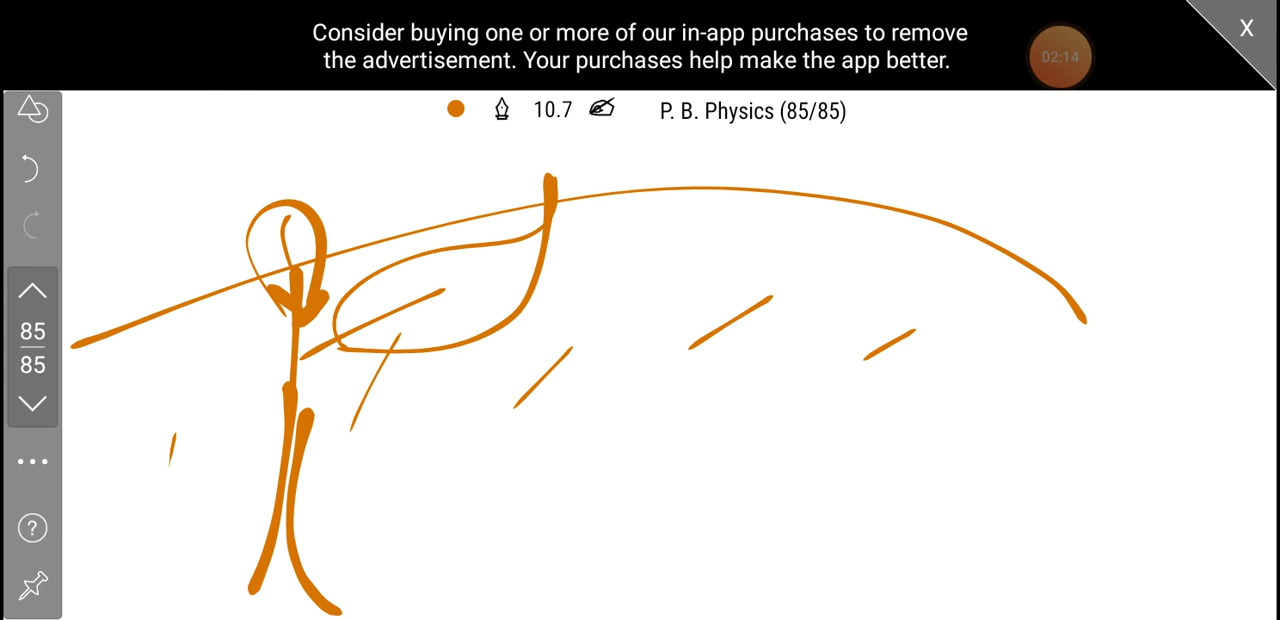 Consider buying one or more of our in-app purchases to remove
the advertisement. Your purchases help make the app better.
02:14
X
10.7 P. B. Physics (85/85)
85
85
?